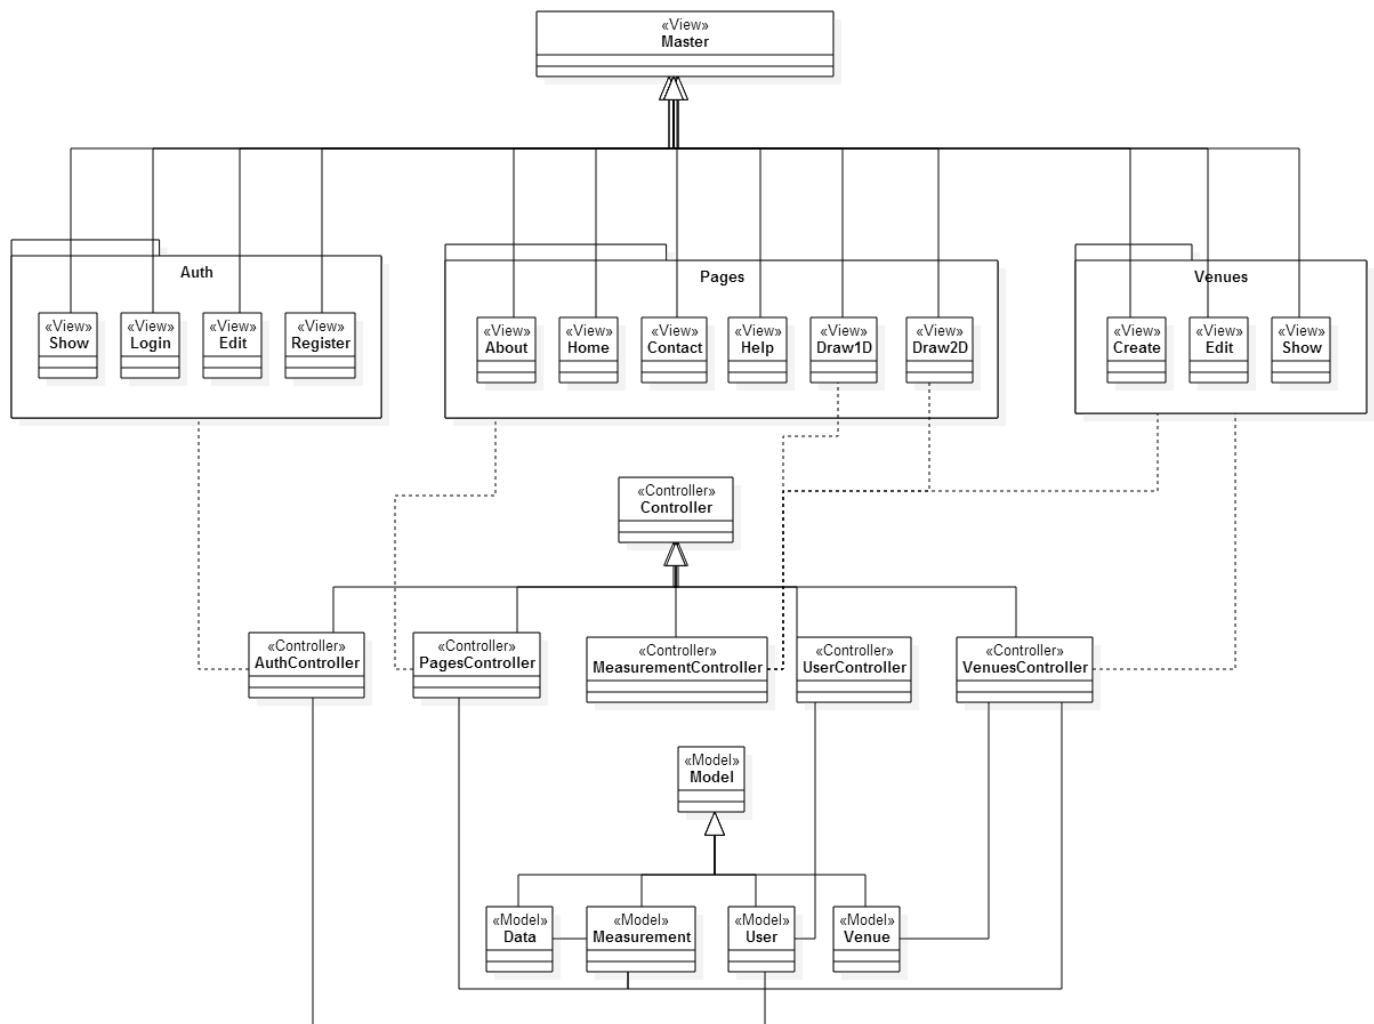 «View»
Master
Auth
«View»
Show
«View»
Login
«View»
Edit
«View»
Register
Pages
«View»
About
«View»
Home
«View»
Contact
«View»
Help
«View»
Draw1D
«View»
Draw2D
Venues
«View»
Create
«View»
Edit
«View»
Show
«Controller»
Controller
«Controller»
AuthController
«Controller»
PagesController
«Controller»
MeasurementController
«Controller»
UserController
«Controller»
VenuesController
«Model»
Model
«Model»
Data
«Model»
Measurement
«Model»
User
«Model»
Venue